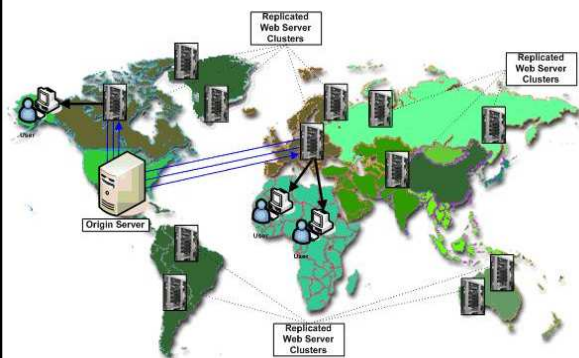 Replicated
Web Server
Clusters
Replicated
Web Server
Clusters
User
Origin Server
User
User
Replicated
Web Server
Clusters